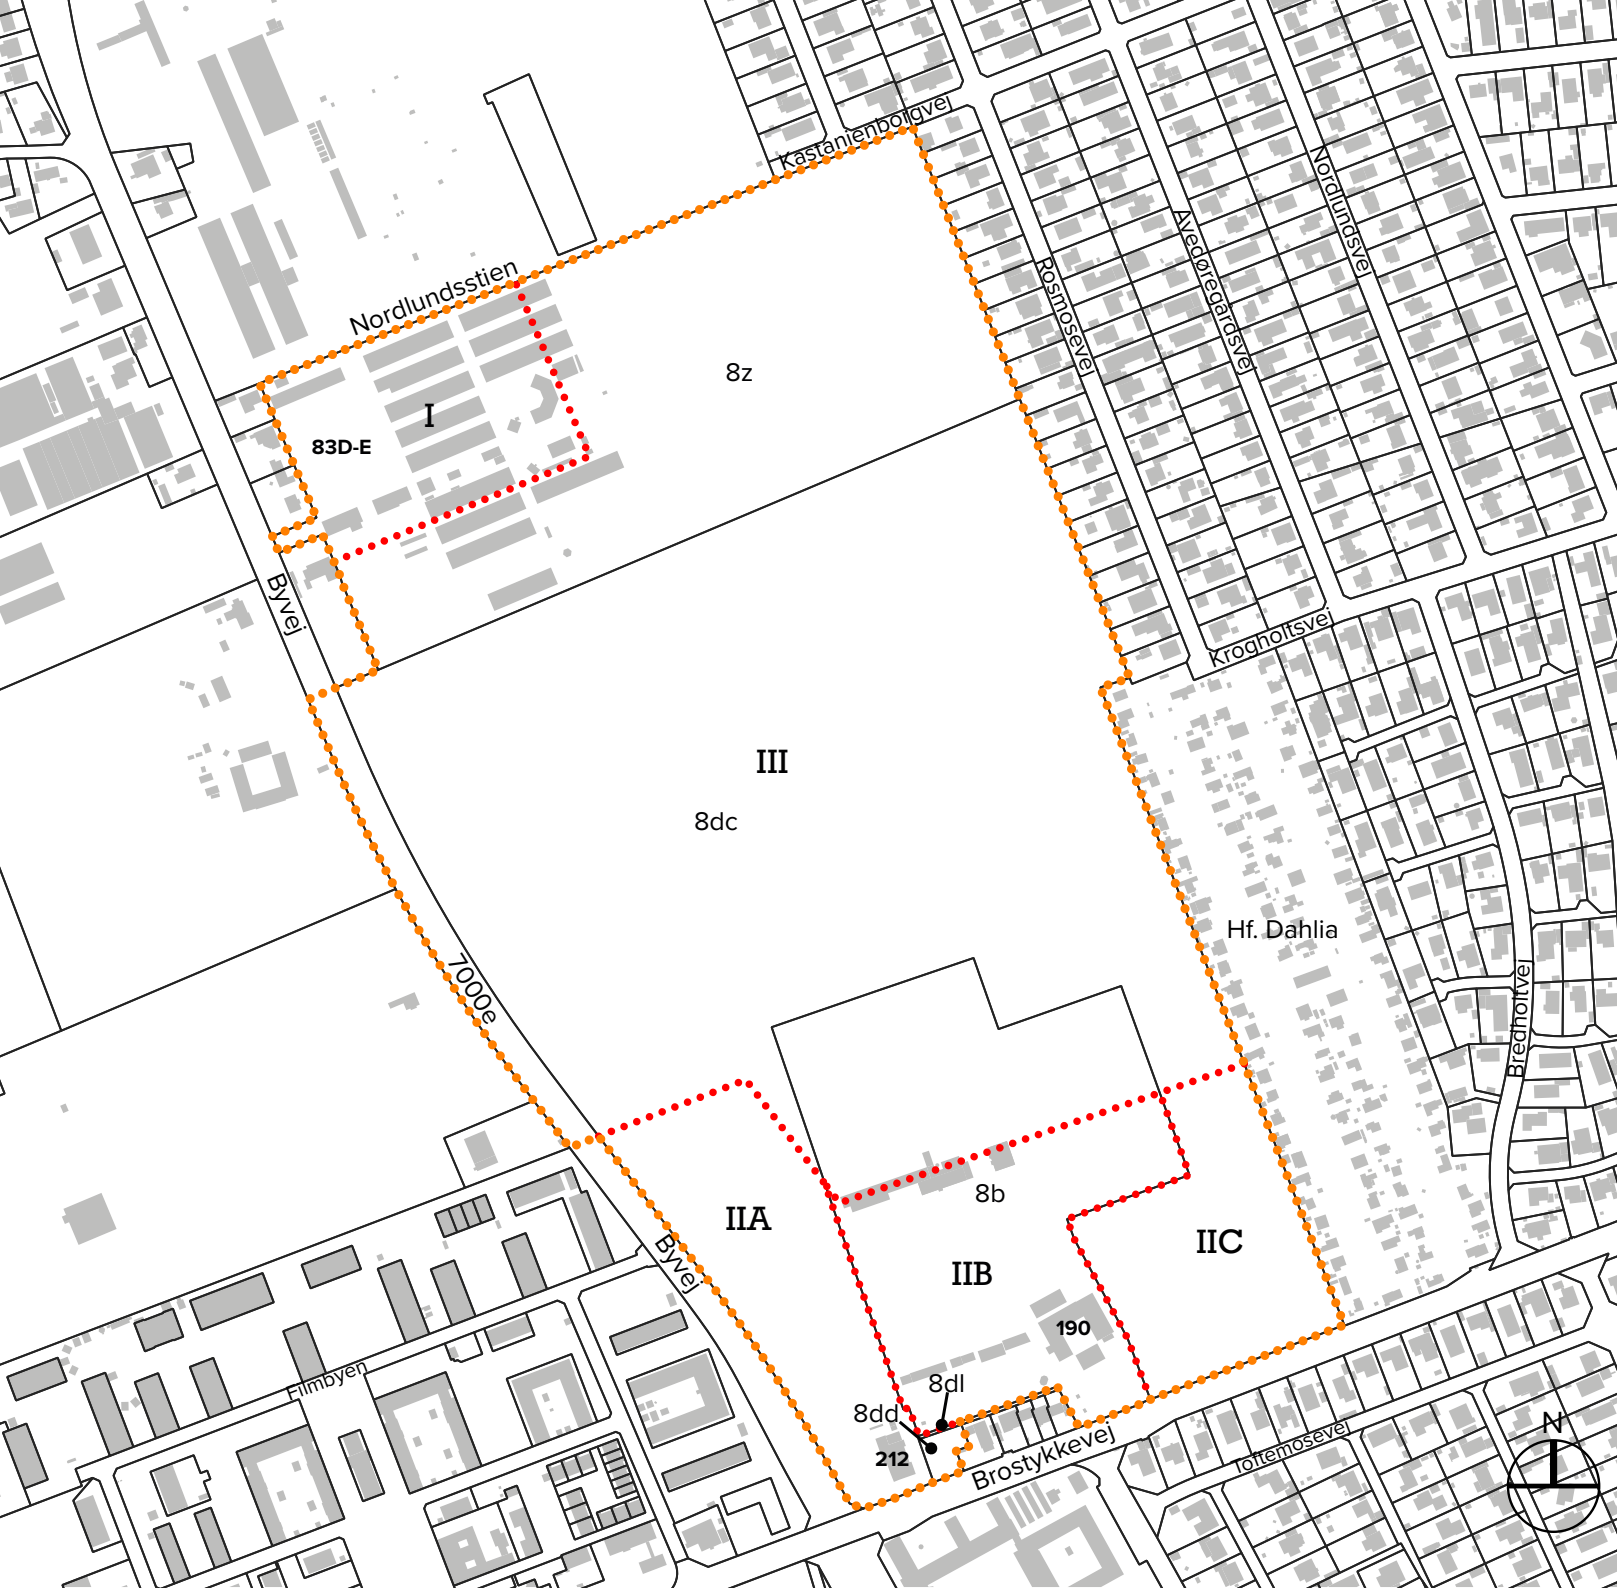 Kastanienborgvej
Nordlundsvej
Avedøregårdsvej
Rosmosevej
Nordlundsstien
8z
I
83D-E
Byvej
Krogholtsvej
III
8dc
Hf. Dahlia
7000e
Bredholtvej
8b
IIA
IIC
Byvej
IIB
190
Filmbyen
8dl
8dd
212
Brostykkevej
Toftemosevej
N